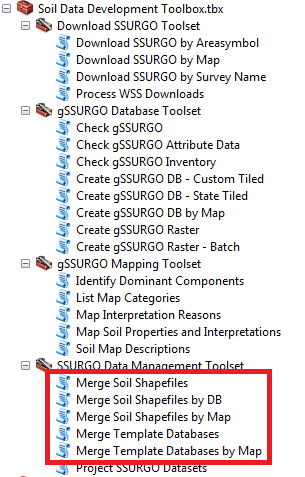 Soil Data Development Toolbox.tbx
Download SSURGO Toolset
Download SSURGO by Areasymbol
Download SSURGO by Map
Download SSURGO by Survey Name
Process WSS Downloads
gSSURGO Database Toolset
Check gSSURGO
Check gSSURGO Attribute Data
Check gSSURGO Inventory
Create gSSURGO DB - Custom Tiled
Create gSSURGO DB - State Tiled
Create gSSURGO DB by Map
Create gSSURGO Raster
Create gSSURGO Raster - Batch
gSSURGO Mapping Toolset
Identify Dominant Components
List Map Categories
Map Interpretation Reasons
Map Soil Properties and Interpretations
Soil Map Descriptions
SSURGO Data Management Toolset
Merge Soil Shapefiles
Merge Soil Shapefiles by DB
Merge Soil Shapefiles by Map
Merge Template Databases
Merge Template Databases by Map
Project SSURGO Datasets